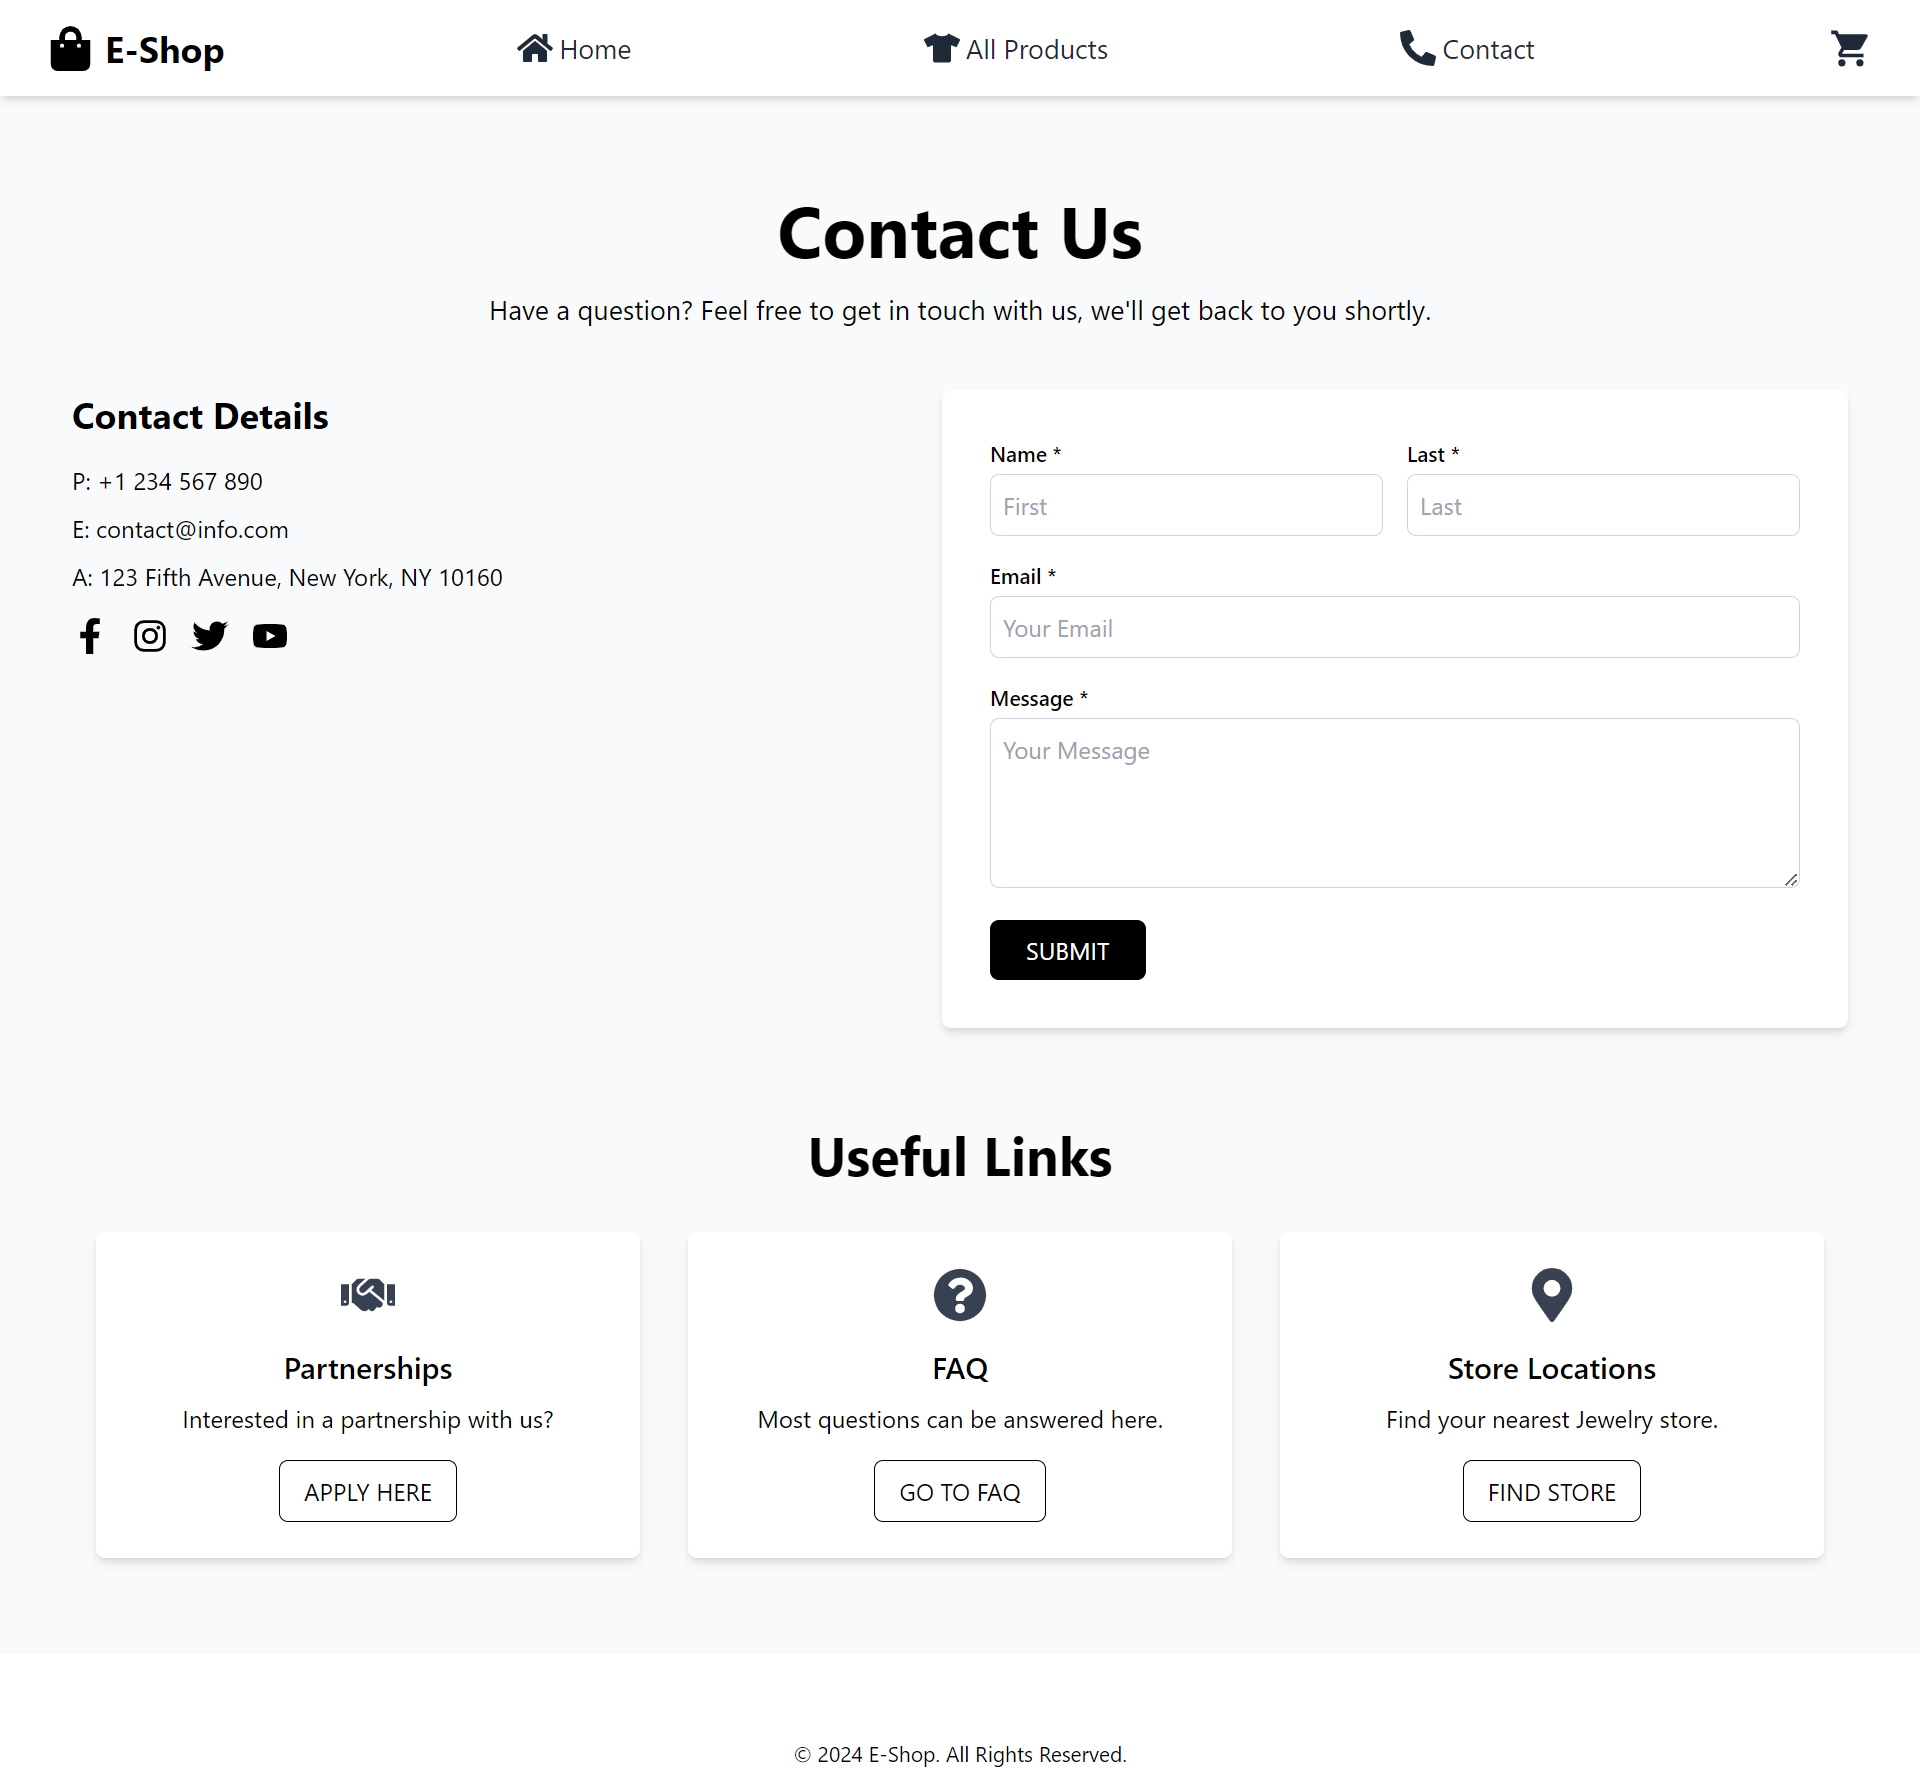 E-Shop
Home
All Products
Contact
Contact Us
Have a question? Feel free to get in touch with us, we'll get back to you shortly.
Contact Details
P: +1 234 567 890
E: contact@info.com
A: 123 Fifth Avenue, New York, NY 10160
Name *
Last *
First
Last
Email *
Your Email
Message *
Your Message
SUBMIT
Useful Links
Partnerships
Interested in a partnership with us?
APPLY HERE
FAQ
Most questions can be answered here.
GO TO FAQ
Store Locations
Find your nearest Jewelry store.
FIND STORE
© 2024 E-Shop. All Rights Reserved.